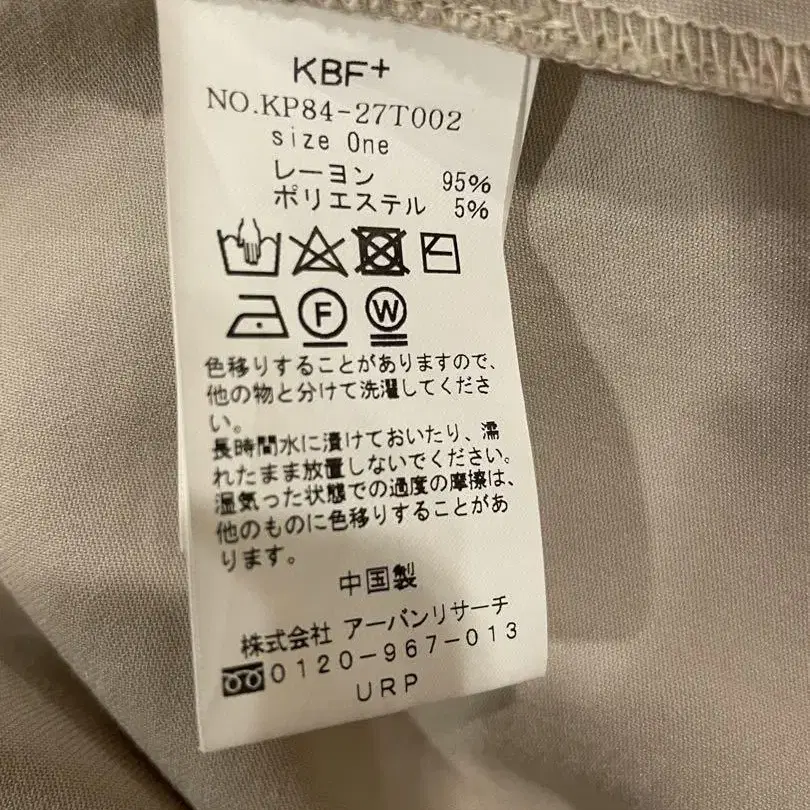 KBF+
NO.KP84-27T002
size One
レーヨン 95%
ポリエステル 5%
F W
色移りすることがありますので、
他の物と分けて洗濯してくださ
い。
長時間水に漬けておいたり、濡
れたまま放置しないでください。
湿気った状態での過度の摩擦は、
他のものに色移りすることがあ
ります。
中国製
株式会社 アーバンリサーチ
0120-967-013
URP